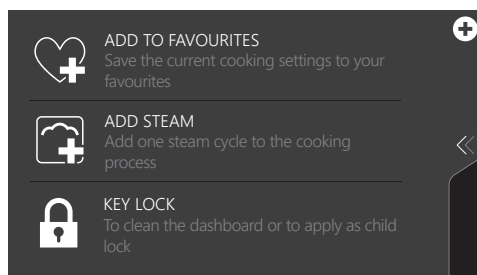 ADD TO FAVOURITES
Save the current cooking settings to your
favourites
ADD STEAM
Add one steam cycle to the cooking
process
KEY LOCK
To clean the dashboard or to apply as child
lock